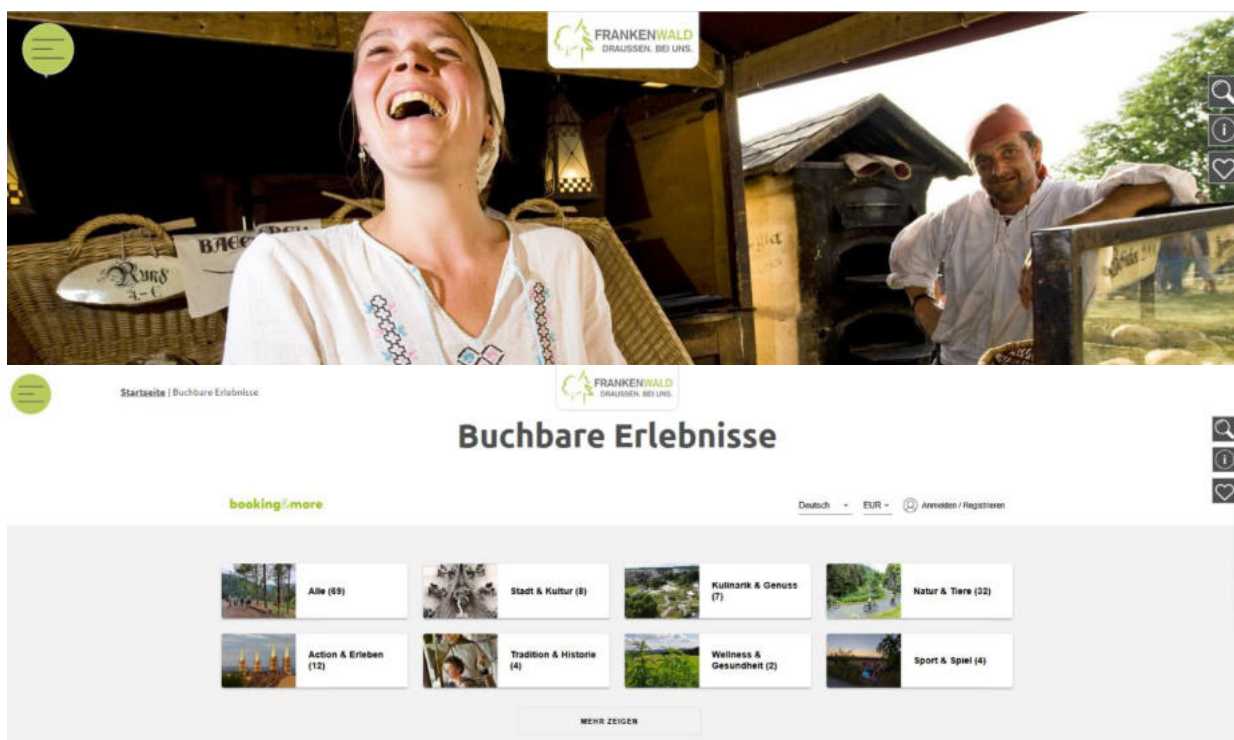 FRANKENWALD
DRAUSSEN. BEI UNS.
Startseite | Buchbare Erlebnisse
FRANKENWALD
DRAUSSEN. BEI UNS.
Buchbare Erlebnisse
booking&more
Deutsch
EUR
Anmelden / Registrieren
Alle (69)
Stadt & Kultur (8)
Kulinarik & Genuss
(7)
Natur & Tiere (32)
Action & Erleben
(12)
Tradition & Historie
(4)
Wellness &
Gesundheit (2)
Sport & Spiel (4)
MEHR ZEIGEN